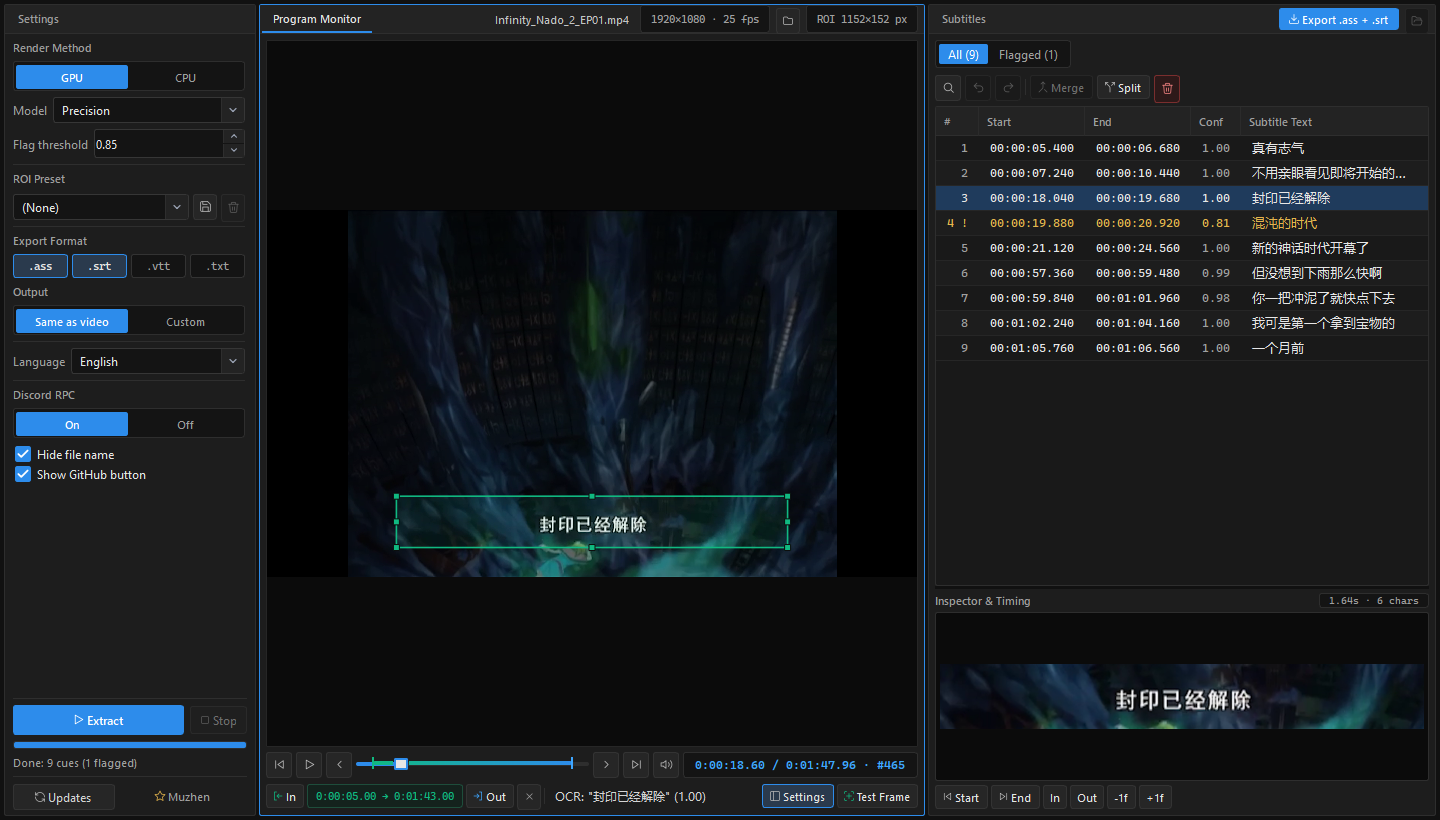 Settings
Render Method
GPU
CPU
Model
Precision
Flag threshold
0.85
ROI Preset
(None)
Export Format
.ass
.srt
.vtt
.txt
Output
Same as video
Custom
Language
English
Discord RPC
On
Off
Hide file name
Show GitHub button
Extract
Stop
Done: 9 cues (1 flagged)
Updates
Muzhen
Program Monitor
Infinity_Nado_2_EP01.mp4
1920×1080 · 25 fps
ROI 1152×152 px
封印已经解除
0:00:18.60 / 0:01:47.96 · #465
In
0:00:05.00 → 0:01:43.00
Out
OCR: "封印已经解除" (1.00)
Settings
Test Frame
Subtitles
Export .ass + .srt
All (9)
Flagged (1)
Merge
Split
# Start End Conf Subtitle Text
1 00:00:05.400 00:00:06.680 1.00 真有志气
2 00:00:07.240 00:00:10.440 1.00 不用亲眼看见即将开始的...
3 00:00:18.040 00:00:19.680 1.00 封印已经解除
4 ! 00:00:19.880 00:00:20.920 0.81 混沌的时代
5 00:00:21.120 00:00:24.560 1.00 新的神话时代开幕了
6 00:00:57.360 00:00:59.480 0.99 但没想到下雨那么快啊
7 00:00:59.840 00:01:01.960 0.98 你一把冲泥了就快点下去
8 00:01:02.240 00:01:04.160 1.00 我可是第一个拿到宝物的
9 00:01:05.760 00:01:06.560 1.00 一个月前
Inspector & Timing
1.64s · 6 chars
封印已经解除
Start
End
In
Out
-1f
+1f